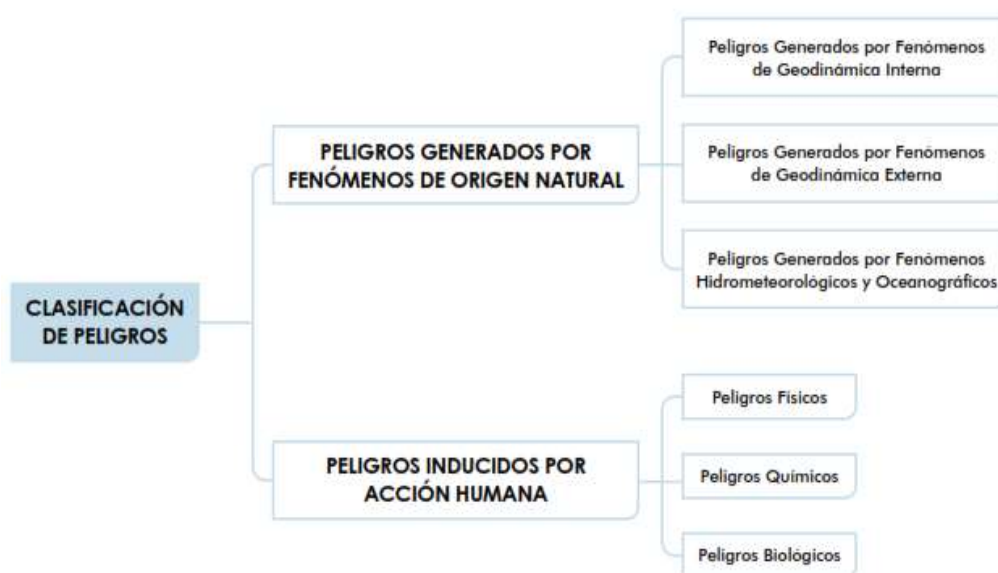 CLASIFICACIÓN
DE PELIGROS
PELIGROS GENERADOS POR
FENÓMENOS DE ORIGEN NATURAL
Peligros Generados por Fenómenos
de Geodinámica Interna
Peligros Generados por Fenómenos
de Geodinámica Externa
Peligros Generados por Fenómenos
Hidrometeorológicos y Oceanográficos
PELIGROS INDUCIDOS POR
ACCIÓN HUMANA
Peligros Físicos
Peligros Químicos
Peligros Biológicos